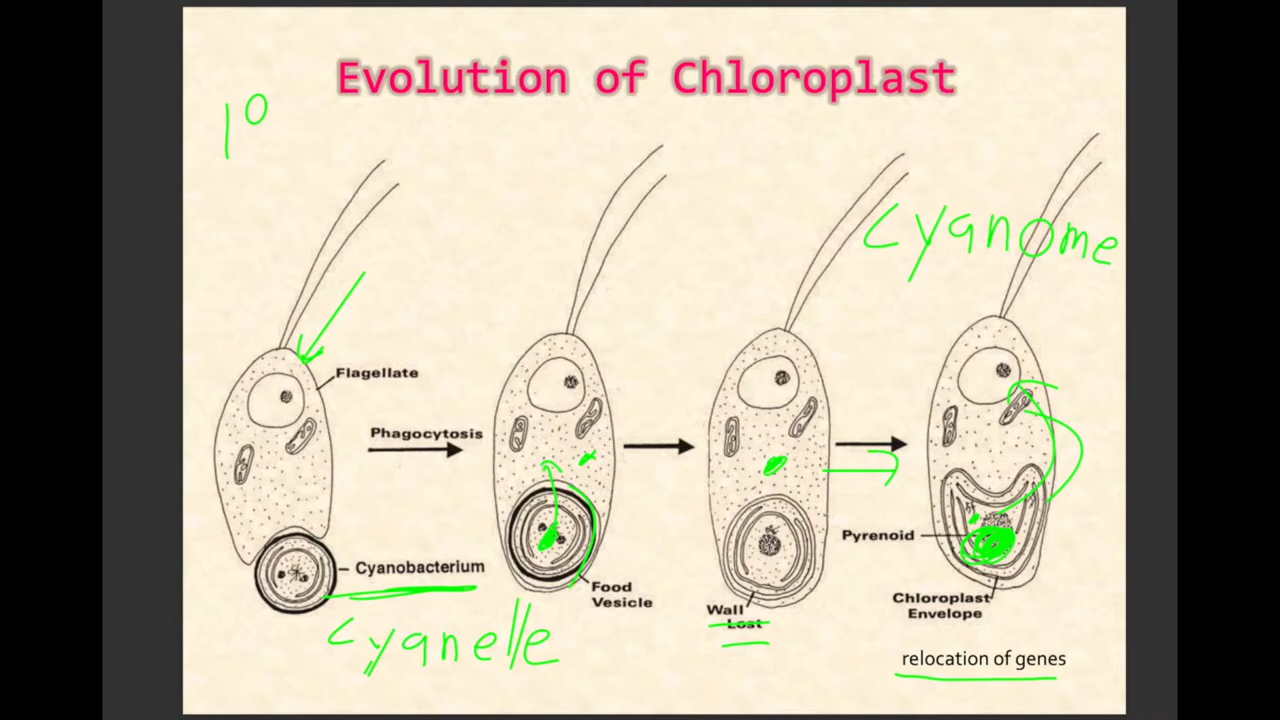 Evolution of Chloroplast
1°
Cyanome
Flagellate
Phagocytosis
Pyrenoid
Cyanobacterium
Food
Vesicle
Wall
Lost
Chloroplast
Envelope
Cyanelle
relocation of genes